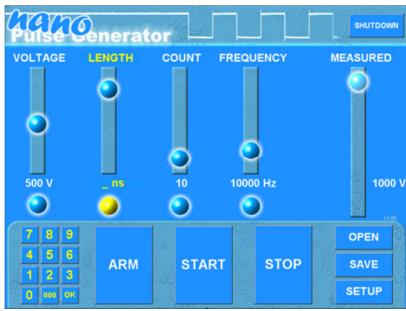 nano
Pulse Generator
SHUTDOWN
VOLTAGE LENGTH COUNT FREQUENCY MEASURED
500 V _ ns 10 10000 Hz 1000 V
7 8 9
4 5 6
1 2 3
0 000 OK
ARM START STOP
OPEN
SAVE
SETUP